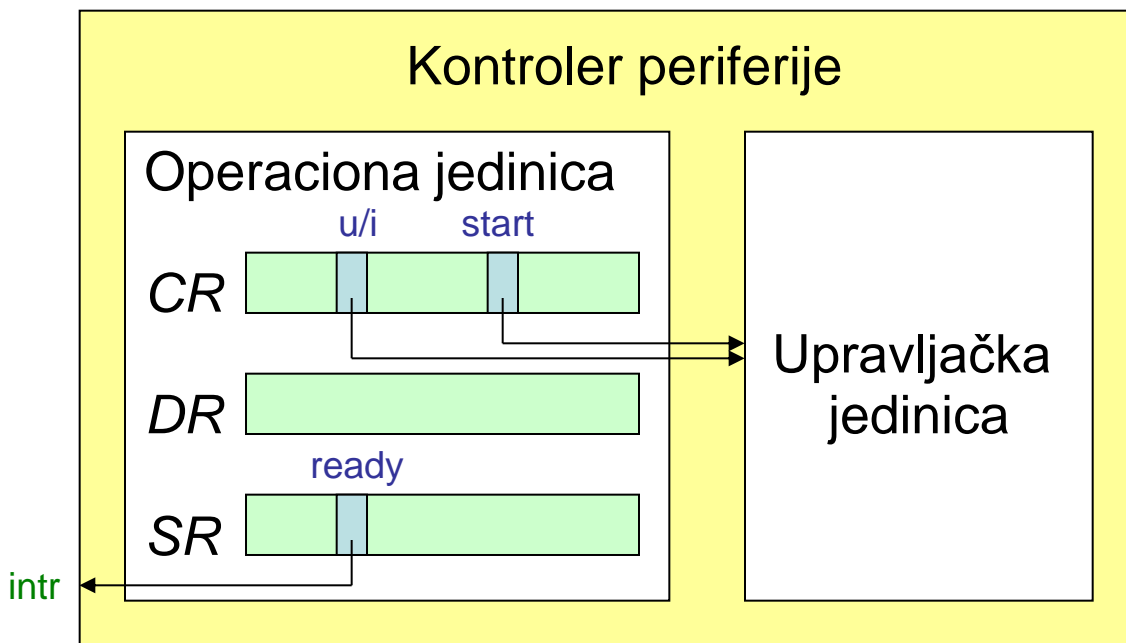 Kontroler periferije
Operaciona jedinica
u/i start
CR
DR
ready
SR
intr
Upravljačka
jedinica